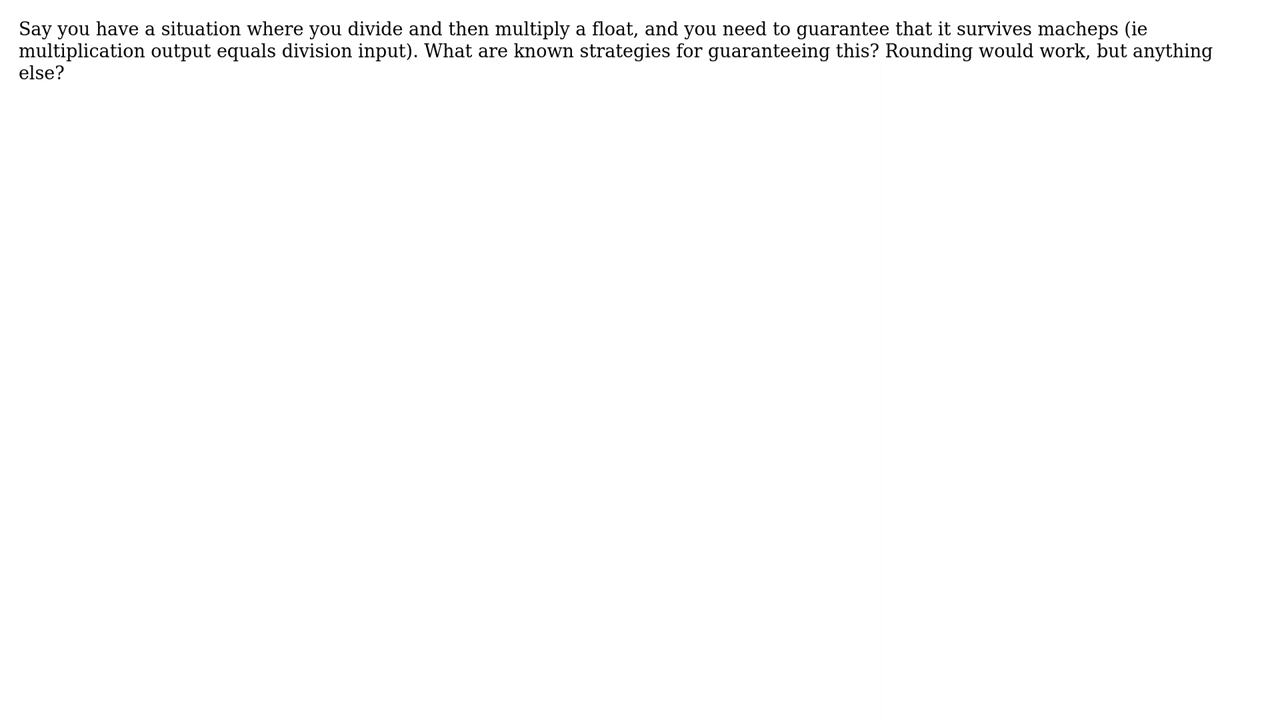 Say you have a situation where you divide and then multiply a float, and you need to guarantee that it survives macheps (ie
multiplication output equals division input). What are known strategies for guaranteeing this? Rounding would work, but anything
else?